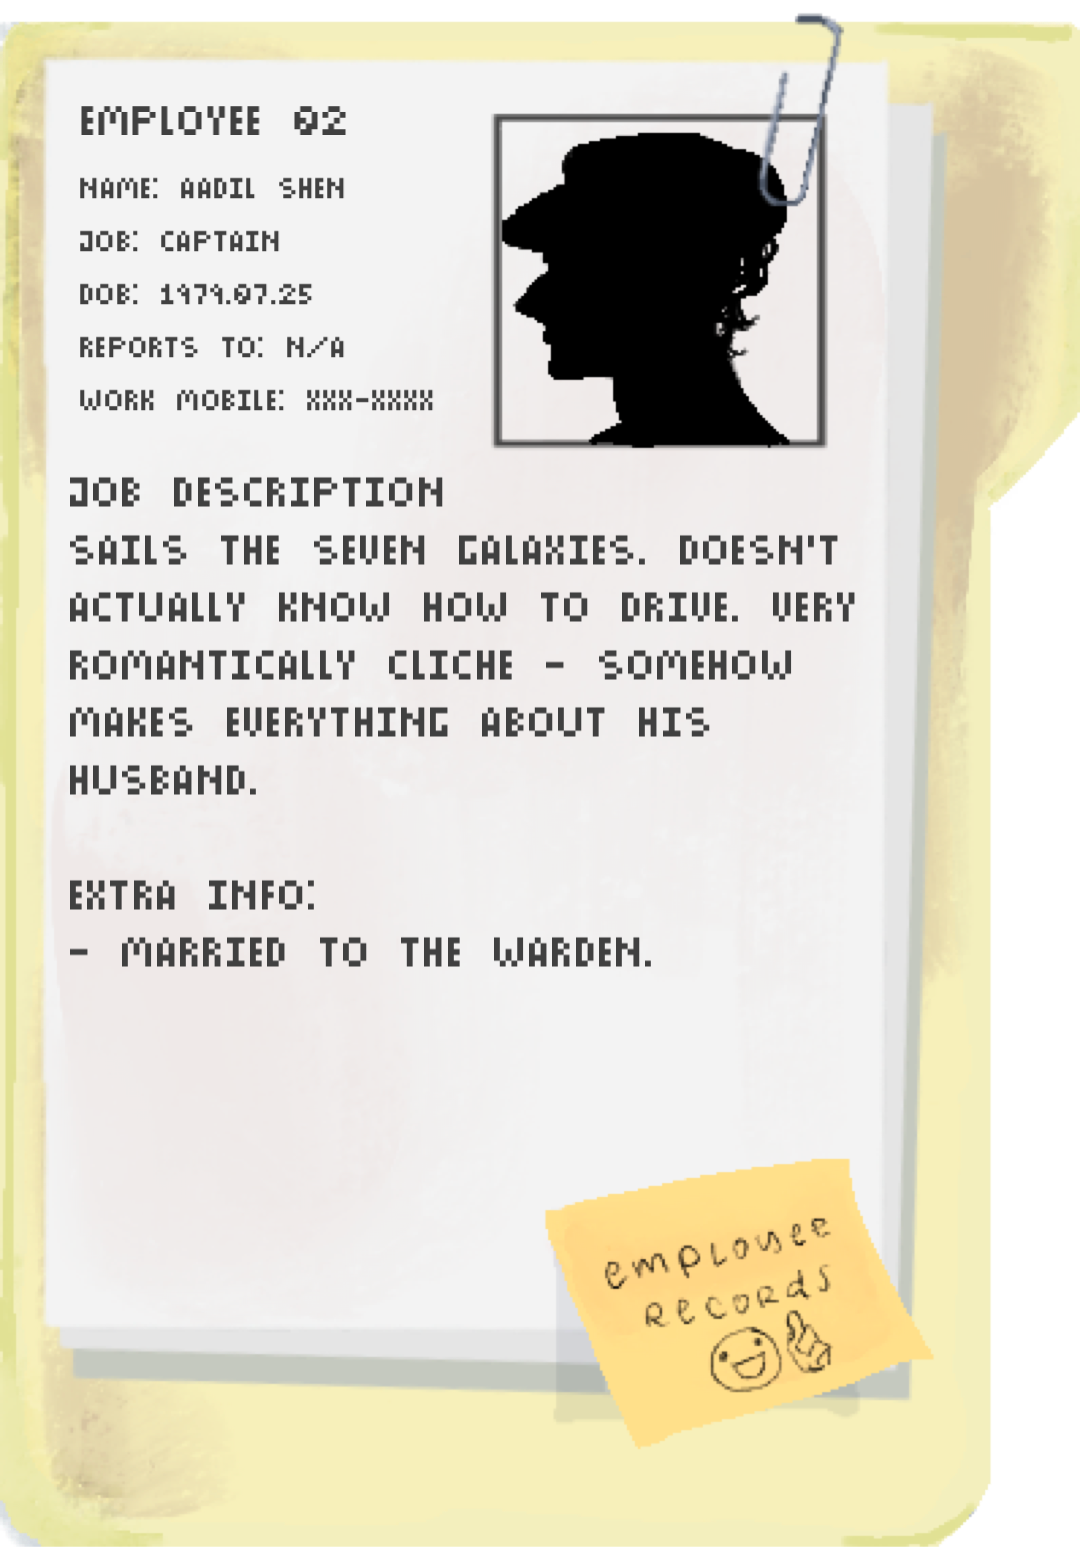 EMPLOYEE 02
NAME: AADIL SHEN
JOB: CAPTAIN
DOB: 1979.07.25
REPORTS TO: N/A
WORK MOBILE: XXX-XXXX
JOB DESCRIPTION
SAILS THE SEVEN GALAXIES. DOESN'T
ACTUALLY KNOW HOW TO DRIVE. VERY
ROMANTICALLY CLICHE - SOMEHOW
MAKES EVERYTHING ABOUT HIS
HUSBAND.
EXTRA INFO:
- MARRIED TO THE WARDEN.
employee
RECORDS